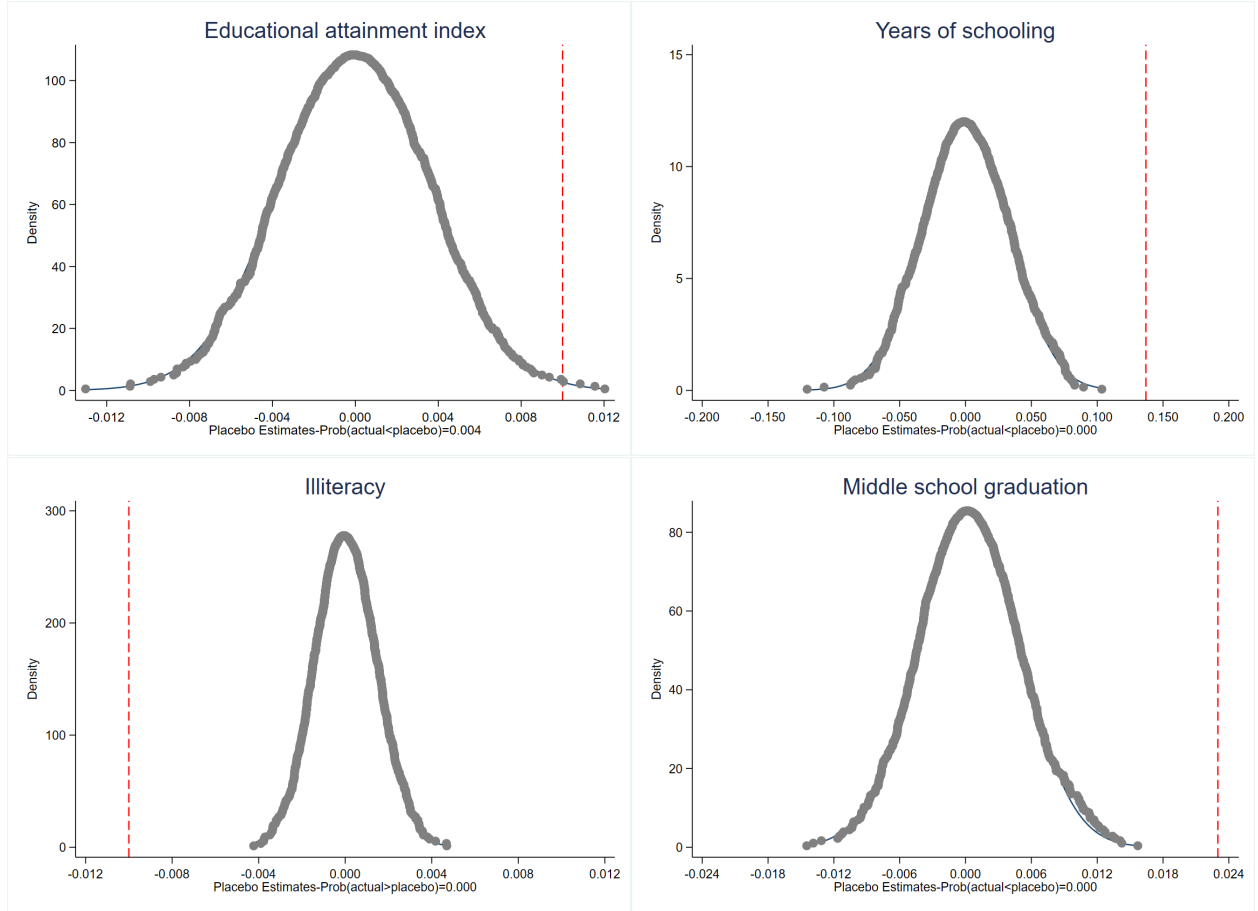 Educational attainment index
100
80
60
40
20
0
Density
-0.012 -0.008 -0.004 0.000 0.004 0.008 0.012
Placebo Estimates-Prob(actual<placebo)=0.004
Years of schooling
15
10
5
0
Density
-0.200 -0.150 -0.100 -0.050 0.000 0.050 0.100 0.150 0.200
Placebo Estimates-Prob(actual<placebo)=0.000
Illiteracy
300
200
100
0
Density
-0.012 -0.008 -0.004 0.000 0.004 0.008 0.012
Placebo Estimates-Prob(actual>placebo)=0.000
Middle school graduation
80
60
40
20
0
Density
-0.024 -0.018 -0.012 -0.006 0.000 0.006 0.012 0.018 0.024
Placebo Estimates-Prob(actual<placebo)=0.000